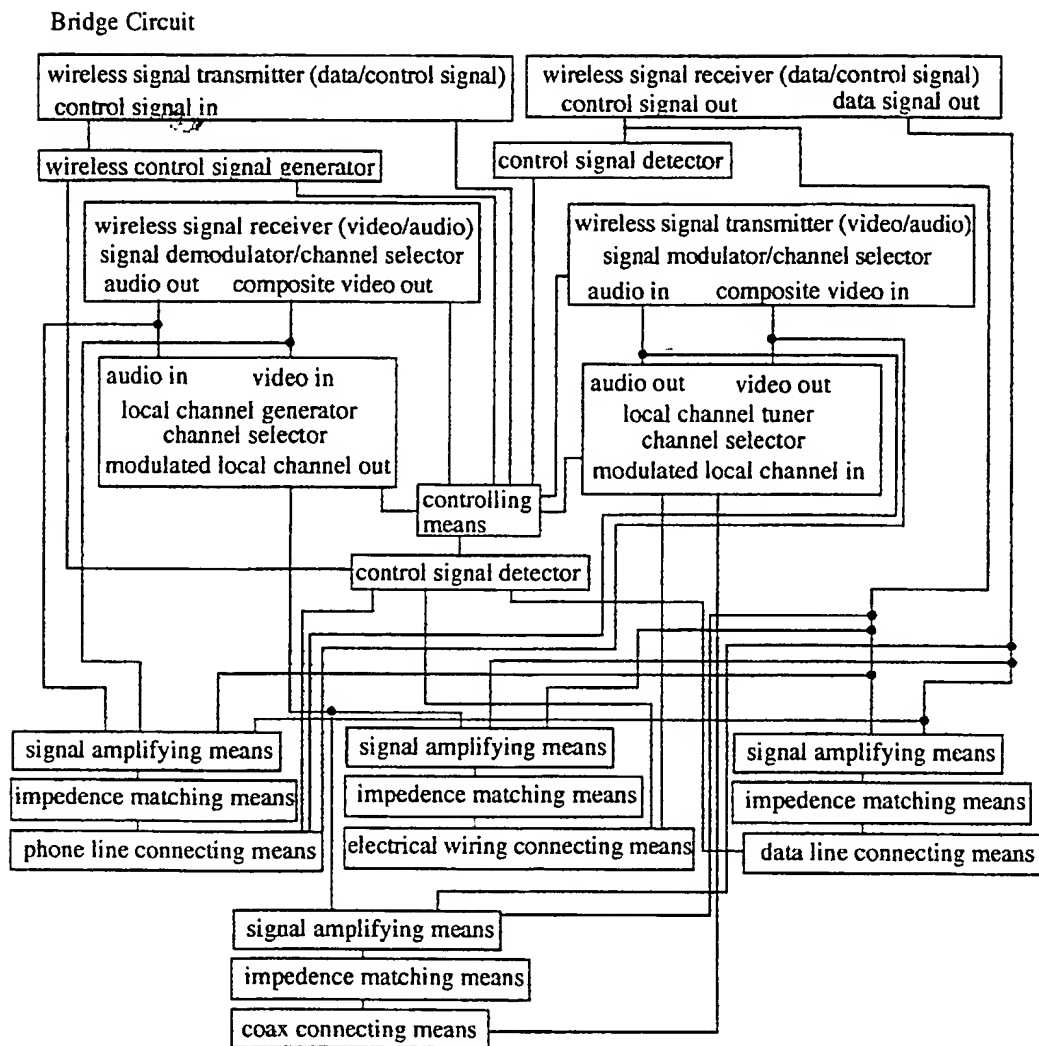 Bridge Circuit
wireless signal transmitter (data/control signal)
control signal in
wireless signal receiver (data/control signal)
control signal out data signal out
wireless control signal generator
control signal detector
wireless signal receiver (video/audio)
signal demodulator/channel selector
audio out composite video out
wireless signal transmitter (video/audio)
signal modulator/channel selector
audio in composite video in
audio in video in
local channel generator
channel selector
modulated local channel out
audio out video out
local channel tuner
channel selector
modulated local channel in
controlling
means
control signal detector
signal amplifying means
impedence matching means
phone line connecting means
signal amplifying means
impedence matching means
electrical wiring connecting means
signal amplifying means
impedence matching means
data line connecting means
signal amplifying means
impedence matching means
coax connecting means